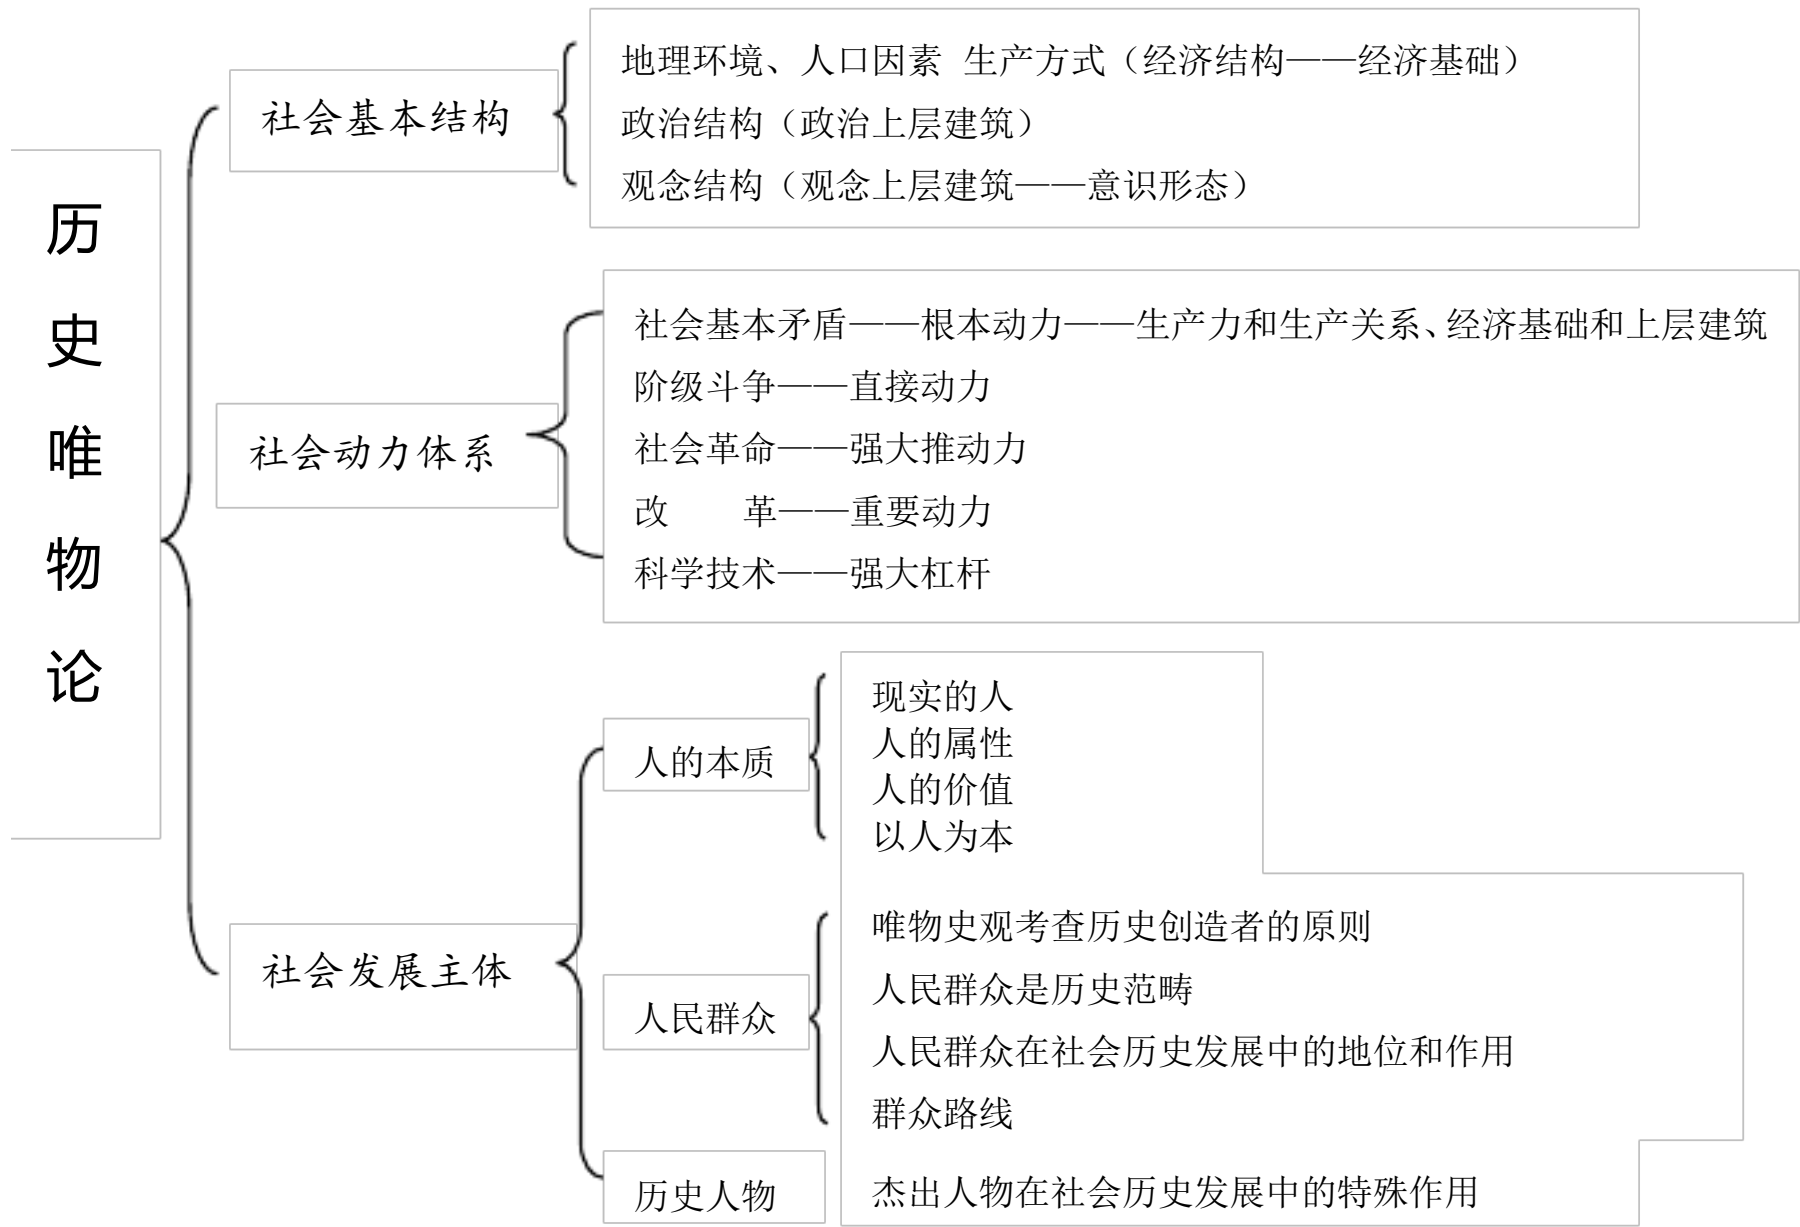 历史唯物论
社会基本结构
地理环境、人口因素 生产方式（经济结构——经济基础）
政治结构（政治上层建筑）
观念结构（观念上层建筑——意识形态）
社会动力体系
社会基本矛盾——根本动力——生产力和生产关系、经济基础和上层建筑
阶级斗争——直接动力
社会革命——强大推动力
改 革——重要动力
科学技术——强大杠杆
社会发展主体
人的本质
现实的人
人的属性
人的价值
以人为本
人民群众
唯物史观考查历史创造者的原则
人民群众是历史范畴
人民群众在社会历史发展中的地位和作用
群众路线
历史人物
杰出人物在社会历史发展中的特殊作用